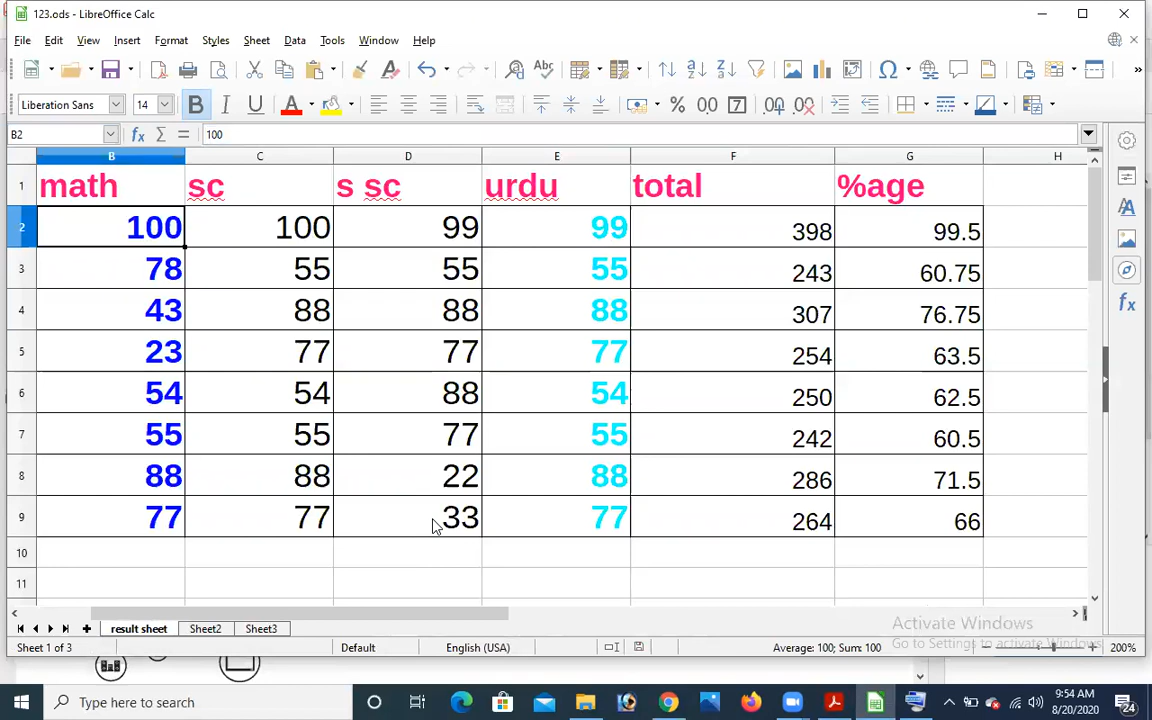 123.ods - LibreOffice Calc
File Edit View Insert Format Styles Sheet Data Tools Window Help
Liberation Sans 14 B I U A
B2 fx Σ = 100
B C D E F G H
1 math sc s sc urdu total %age
2 100 100 99 99 398 99.5
3 78 55 55 55 243 60.75
4 43 88 88 88 307 76.75
5 23 77 77 77 254 63.5
6 54 54 88 54 250 62.5
7 55 55 77 55 242 60.5
8 88 88 22 88 286 71.5
9 77 77 33 77 264 66
10
11
Activate Windows
Go to Settings to activate Windows.
result sheet Sheet2 Sheet3
Sheet 1 of 3 Default English (USA) Average: 100; Sum: 100 200%
Type here to search
9:54 AM
8/20/2020
24